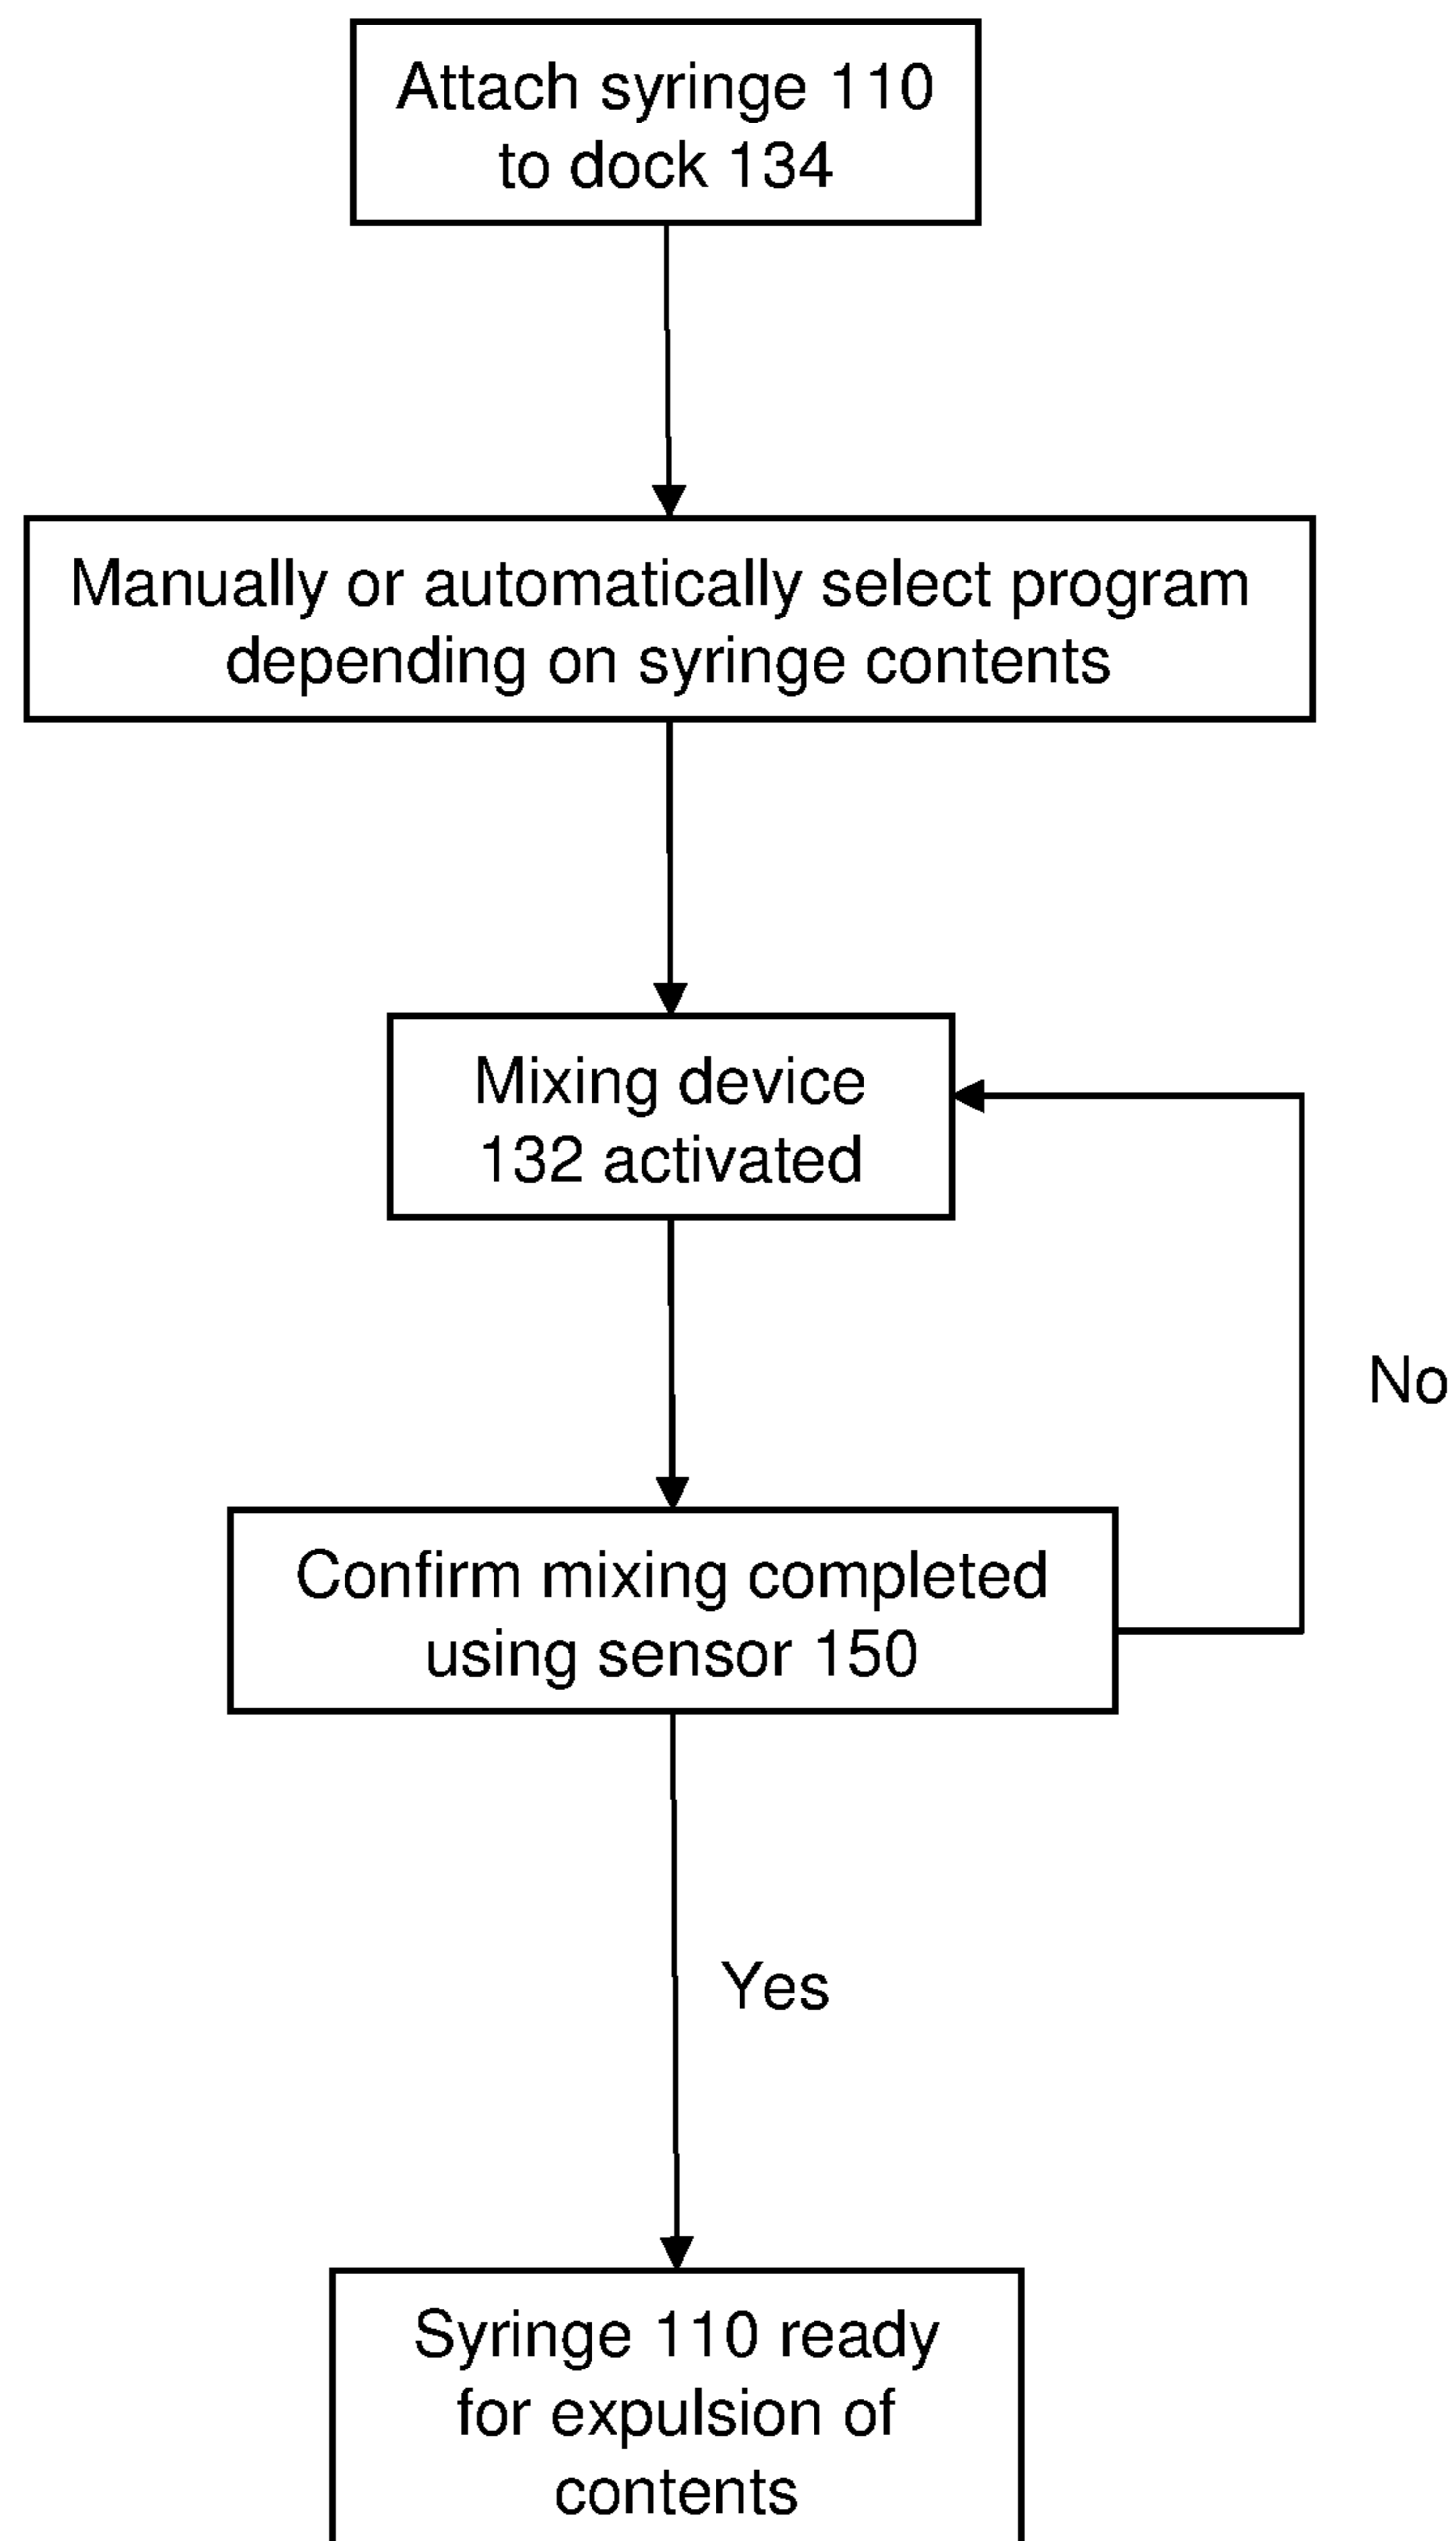 Attach syringe 110
to dock 134
Manually or automatically select program
depending on syringe contents
Mixing device
132 activated
No
Confirm mixing completed
using sensor 150
Yes
Syringe 110 ready
for expulsion of
contents